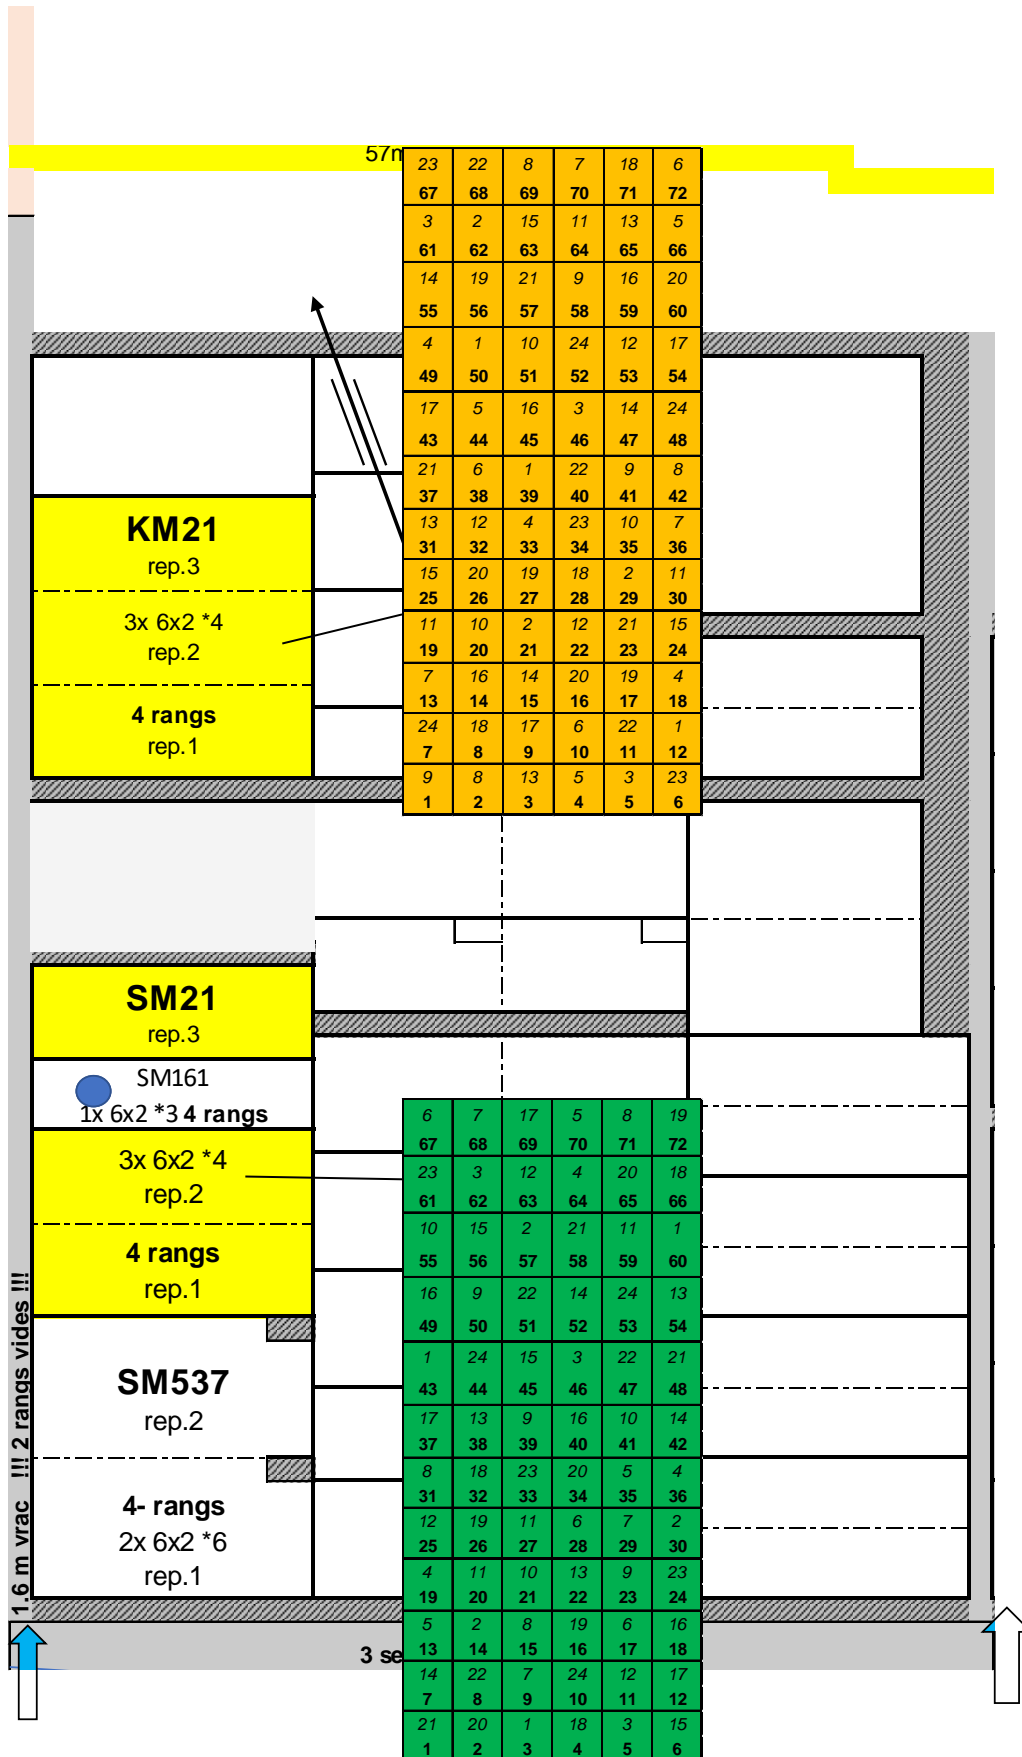 57m
23 22 8 7 18 6
67 68 69 70 71 72
3 2 15 11 13 5
61 62 63 64 65 66
14 19 21 9 16 20
55 56 57 58 59 60
4 1 10 24 12 17
49 50 51 52 53 54
17 5 16 3 14 24
43 44 45 46 47 48
21 6 1 22 9 8
37 38 39 40 41 42
13 12 4 23 10 7
31 32 33 34 35 36
15 20 19 18 2 11
25 26 27 28 29 30
11 10 2 12 21 15
19 20 21 22 23 24
7 16 14 20 19 4
13 14 15 16 17 18
24 18 17 6 22 1
7 8 9 10 11 12
9 8 13 5 3 23
1 2 3 4 5 6
KM21
rep.3
3x 6x2 *4
rep.2
4 rangs
rep.1
SM21
rep.3
SM161
1x 6x2 *3 4 rangs
3x 6x2 *4
rep.2
4 rangs
rep.1
SM537
rep.2
4- rangs
2x 6x2 *6
rep.1
1.6 m vrac !!! 2 rangs vides !!!
6 7 17 5 8 19
67 68 69 70 71 72
23 3 12 4 20 18
61 62 63 64 65 66
10 15 2 21 11 1
55 56 57 58 59 60
16 9 22 14 24 13
49 50 51 52 53 54
1 24 15 3 22 21
43 44 45 46 47 48
17 13 9 16 10 14
37 38 39 40 41 42
8 18 23 20 5 4
31 32 33 34 35 36
12 19 11 6 7 2
25 26 27 28 29 30
4 11 10 13 9 23
19 20 21 22 23 24
5 2 8 19 6 16
13 14 15 16 17 18
14 22 7 24 12 17
7 8 9 10 11 12
21 20 1 18 3 15
1 2 3 4 5 6
3 se